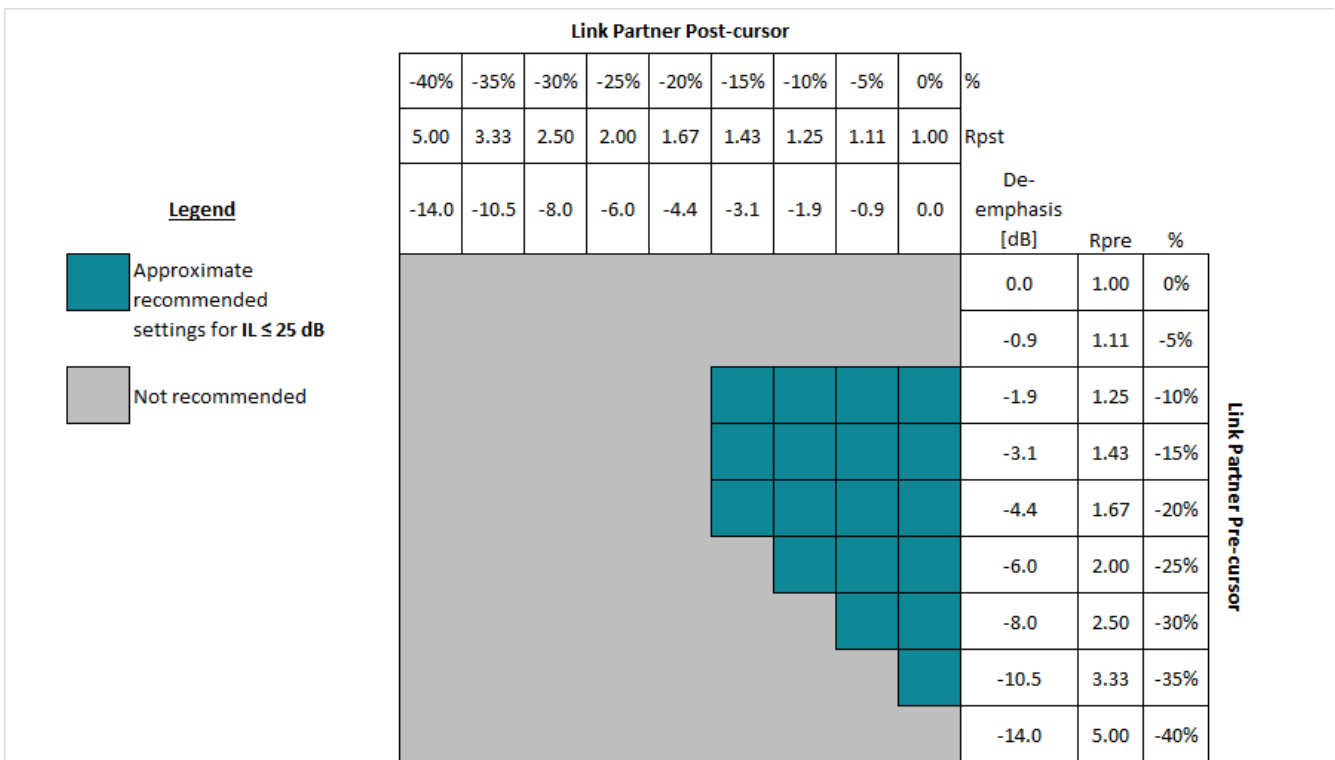 Link Partner Post-cursor
-40% -35% -30% -25% -20% -15% -10% -5% 0% %
5.00 3.33 2.50 2.00 1.67 1.43 1.25 1.11 1.00 Rpst
-14.0 -10.5 -8.0 -6.0 -4.4 -3.1 -1.9 -0.9 0.0
De-
emphasis
[dB] Rpre %
Legend
Approximate
recommended
settings for IL ≤ 25 dB
Not recommended
0.0 1.00 0%
-0.9 1.11 -5%
-1.9 1.25 -10%
-3.1 1.43 -15%
-4.4 1.67 -20%
-6.0 2.00 -25%
-8.0 2.50 -30%
-10.5 3.33 -35%
-14.0 5.00 -40%
Link Partner Pre-cursor